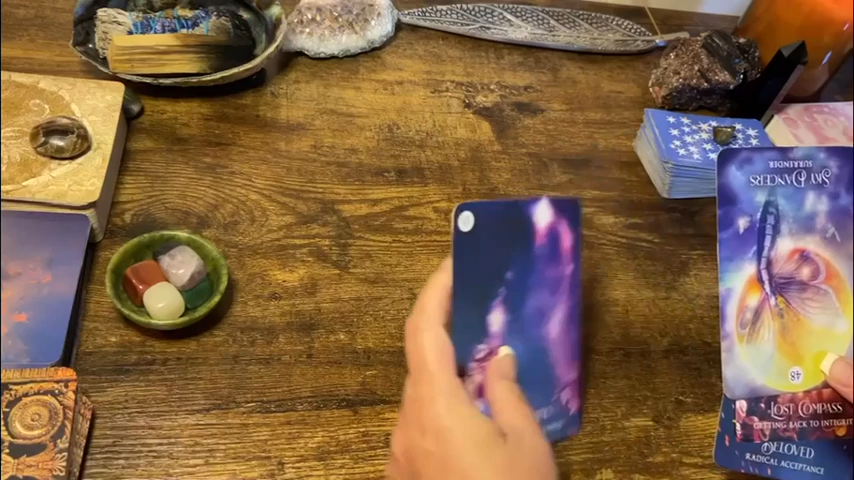 SKY DANCERS
SURRENDER
48
LOST COMPASS
GETTING BACK TO INTEGRITY
BELOVED
RADICAL ACCEPTANCE